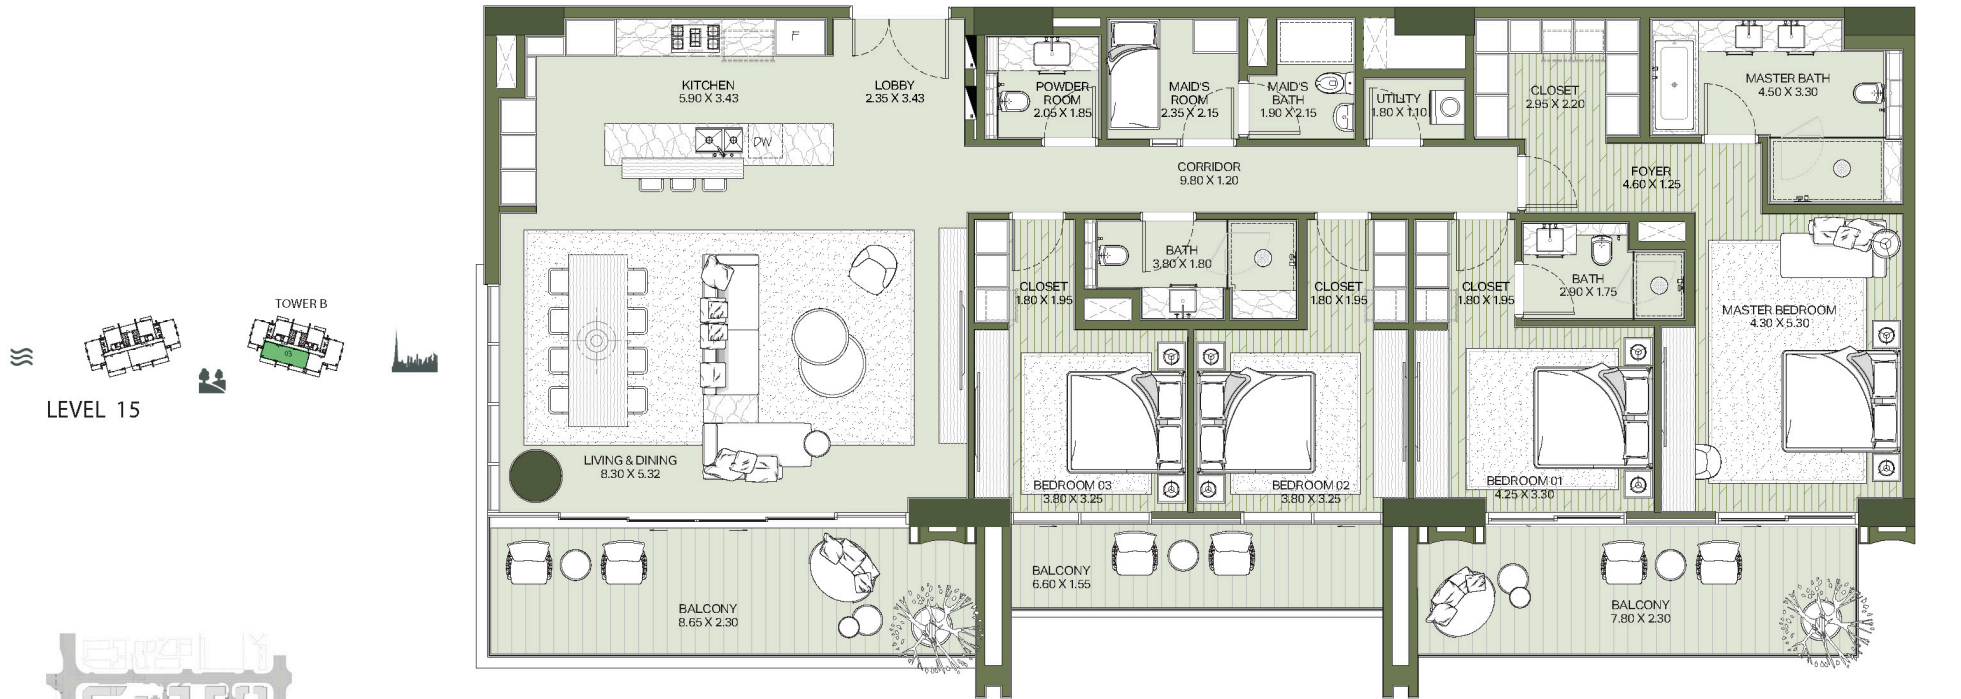 TOWER B
03
LEVEL 15
KITCHEN
5.90 X 3.43
LOBBY
2.35 X 3.43
F
DW
POWDER
ROOM
2.05 X 1.85
MAID'S
ROOM
2.35 X 2.15
MAID'S
BATH
1.90 X 2.15
UTILITY
1.80 X 1.10
CLOSET
2.95 X 2.20
MASTER BATH
4.50 X 3.30
CORRIDOR
9.80 X 1.20
FOYER
4.60 X 1.25
CLOSET
1.80 X 1.95
BATH
3.80 X 1.80
CLOSET
1.80 X 1.95
CLOSET
1.80 X 1.95
BATH
2.90 X 1.75
MASTER BEDROOM
4.30 X 5.30
LIVING & DINING
8.30 X 5.32
BEDROOM 03
3.80 X 3.25
BEDROOM 02
3.80 X 3.25
BEDROOM 01
4.25 X 3.30
BALCONY
8.65 X 2.30
BALCONY
6.60 X 1.55
BALCONY
7.80 X 2.30